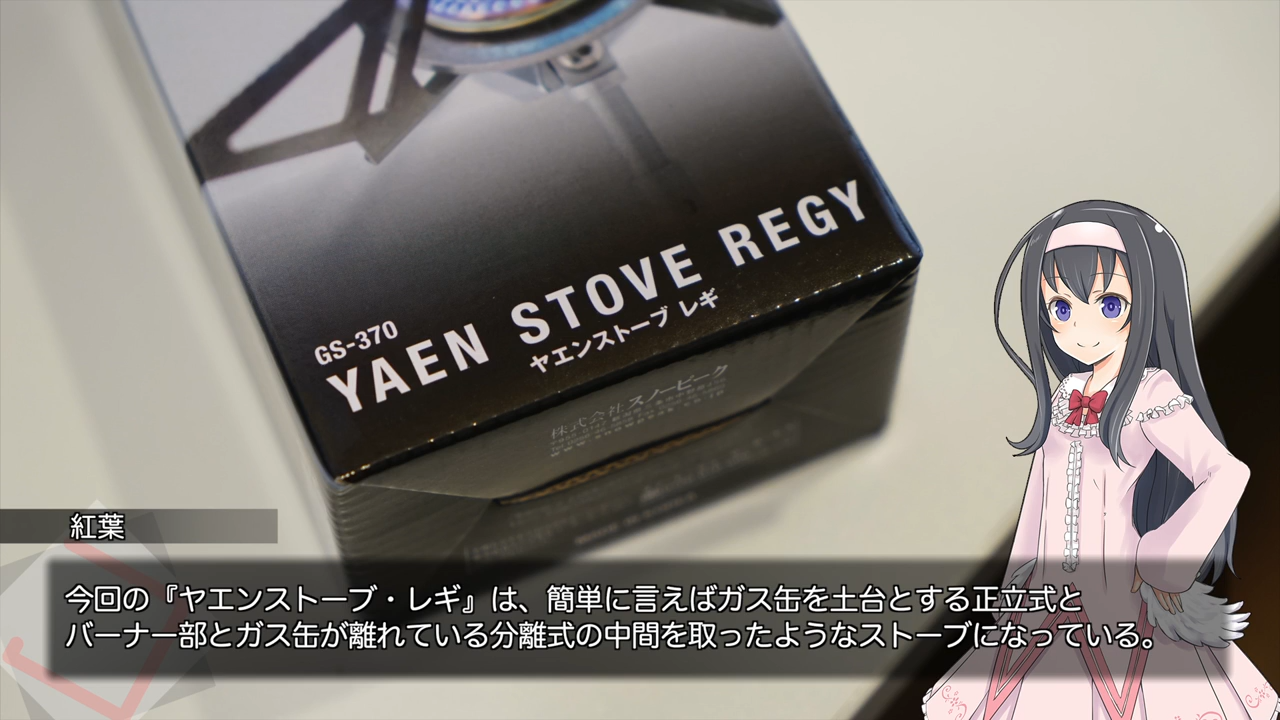 GS-370
YAEN STOVE REGY
ヤエンストーブ レギ
株式会社スノーピーク
紅葉
今回の『ヤエンストーブ・レギ』は、簡単に言えばガス缶を土台とする正立式と
バーナー部とガス缶が離れている分離式の中間を取ったようなストーブになっている。